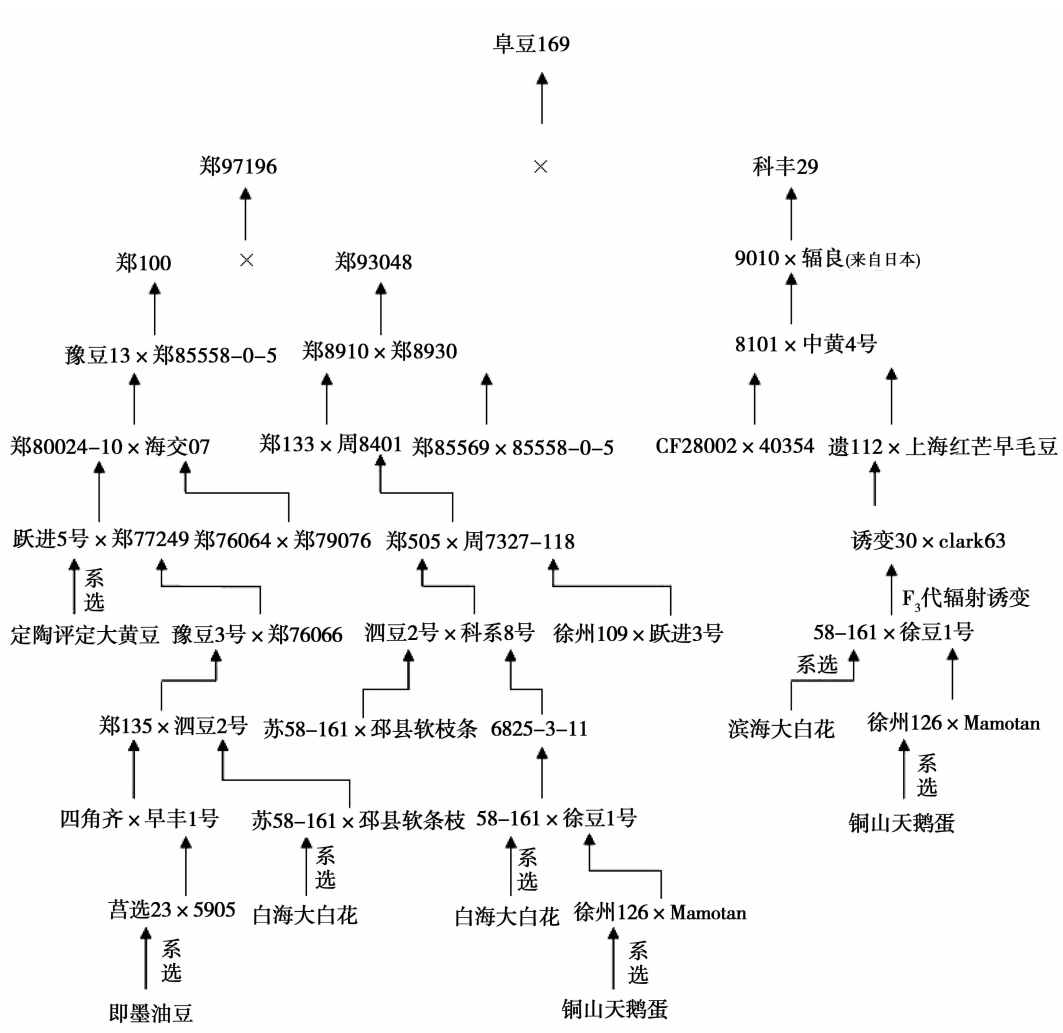 阜豆169
郑97196 × 科丰29
郑100 × 郑93048 9010×辐良(来自日本)
豫豆13×郑85558-0-5 郑8910×郑8930 8101×中黄4号
郑80024-10×海交07 郑133×周8401 郑85569×85558-0-5 CF28002×40354 遗112×上海红芒早毛豆
跃进5号×郑77249 郑76064×郑79076 郑505×周7327-118 诱变30×clark63
系选 F₃代辐射诱变
定陶评定大黄豆 豫豆3号×郑76066 泗豆2号×科系8号 徐州109×跃进3号 58-161×徐豆1号
系选
郑135×泗豆2号 苏58-161×邳县软枝条 6825-3-11 滨海大白花 徐州126×Mamotan
系选
四角齐×早丰1号 苏58-161×邳县软条枝 58-161×徐豆1号 铜山天鹅蛋
系选 系选
莒选23×5905 白海大白花 白海大白花 徐州126×Mamotan
系选 系选
即墨油豆 铜山天鹅蛋